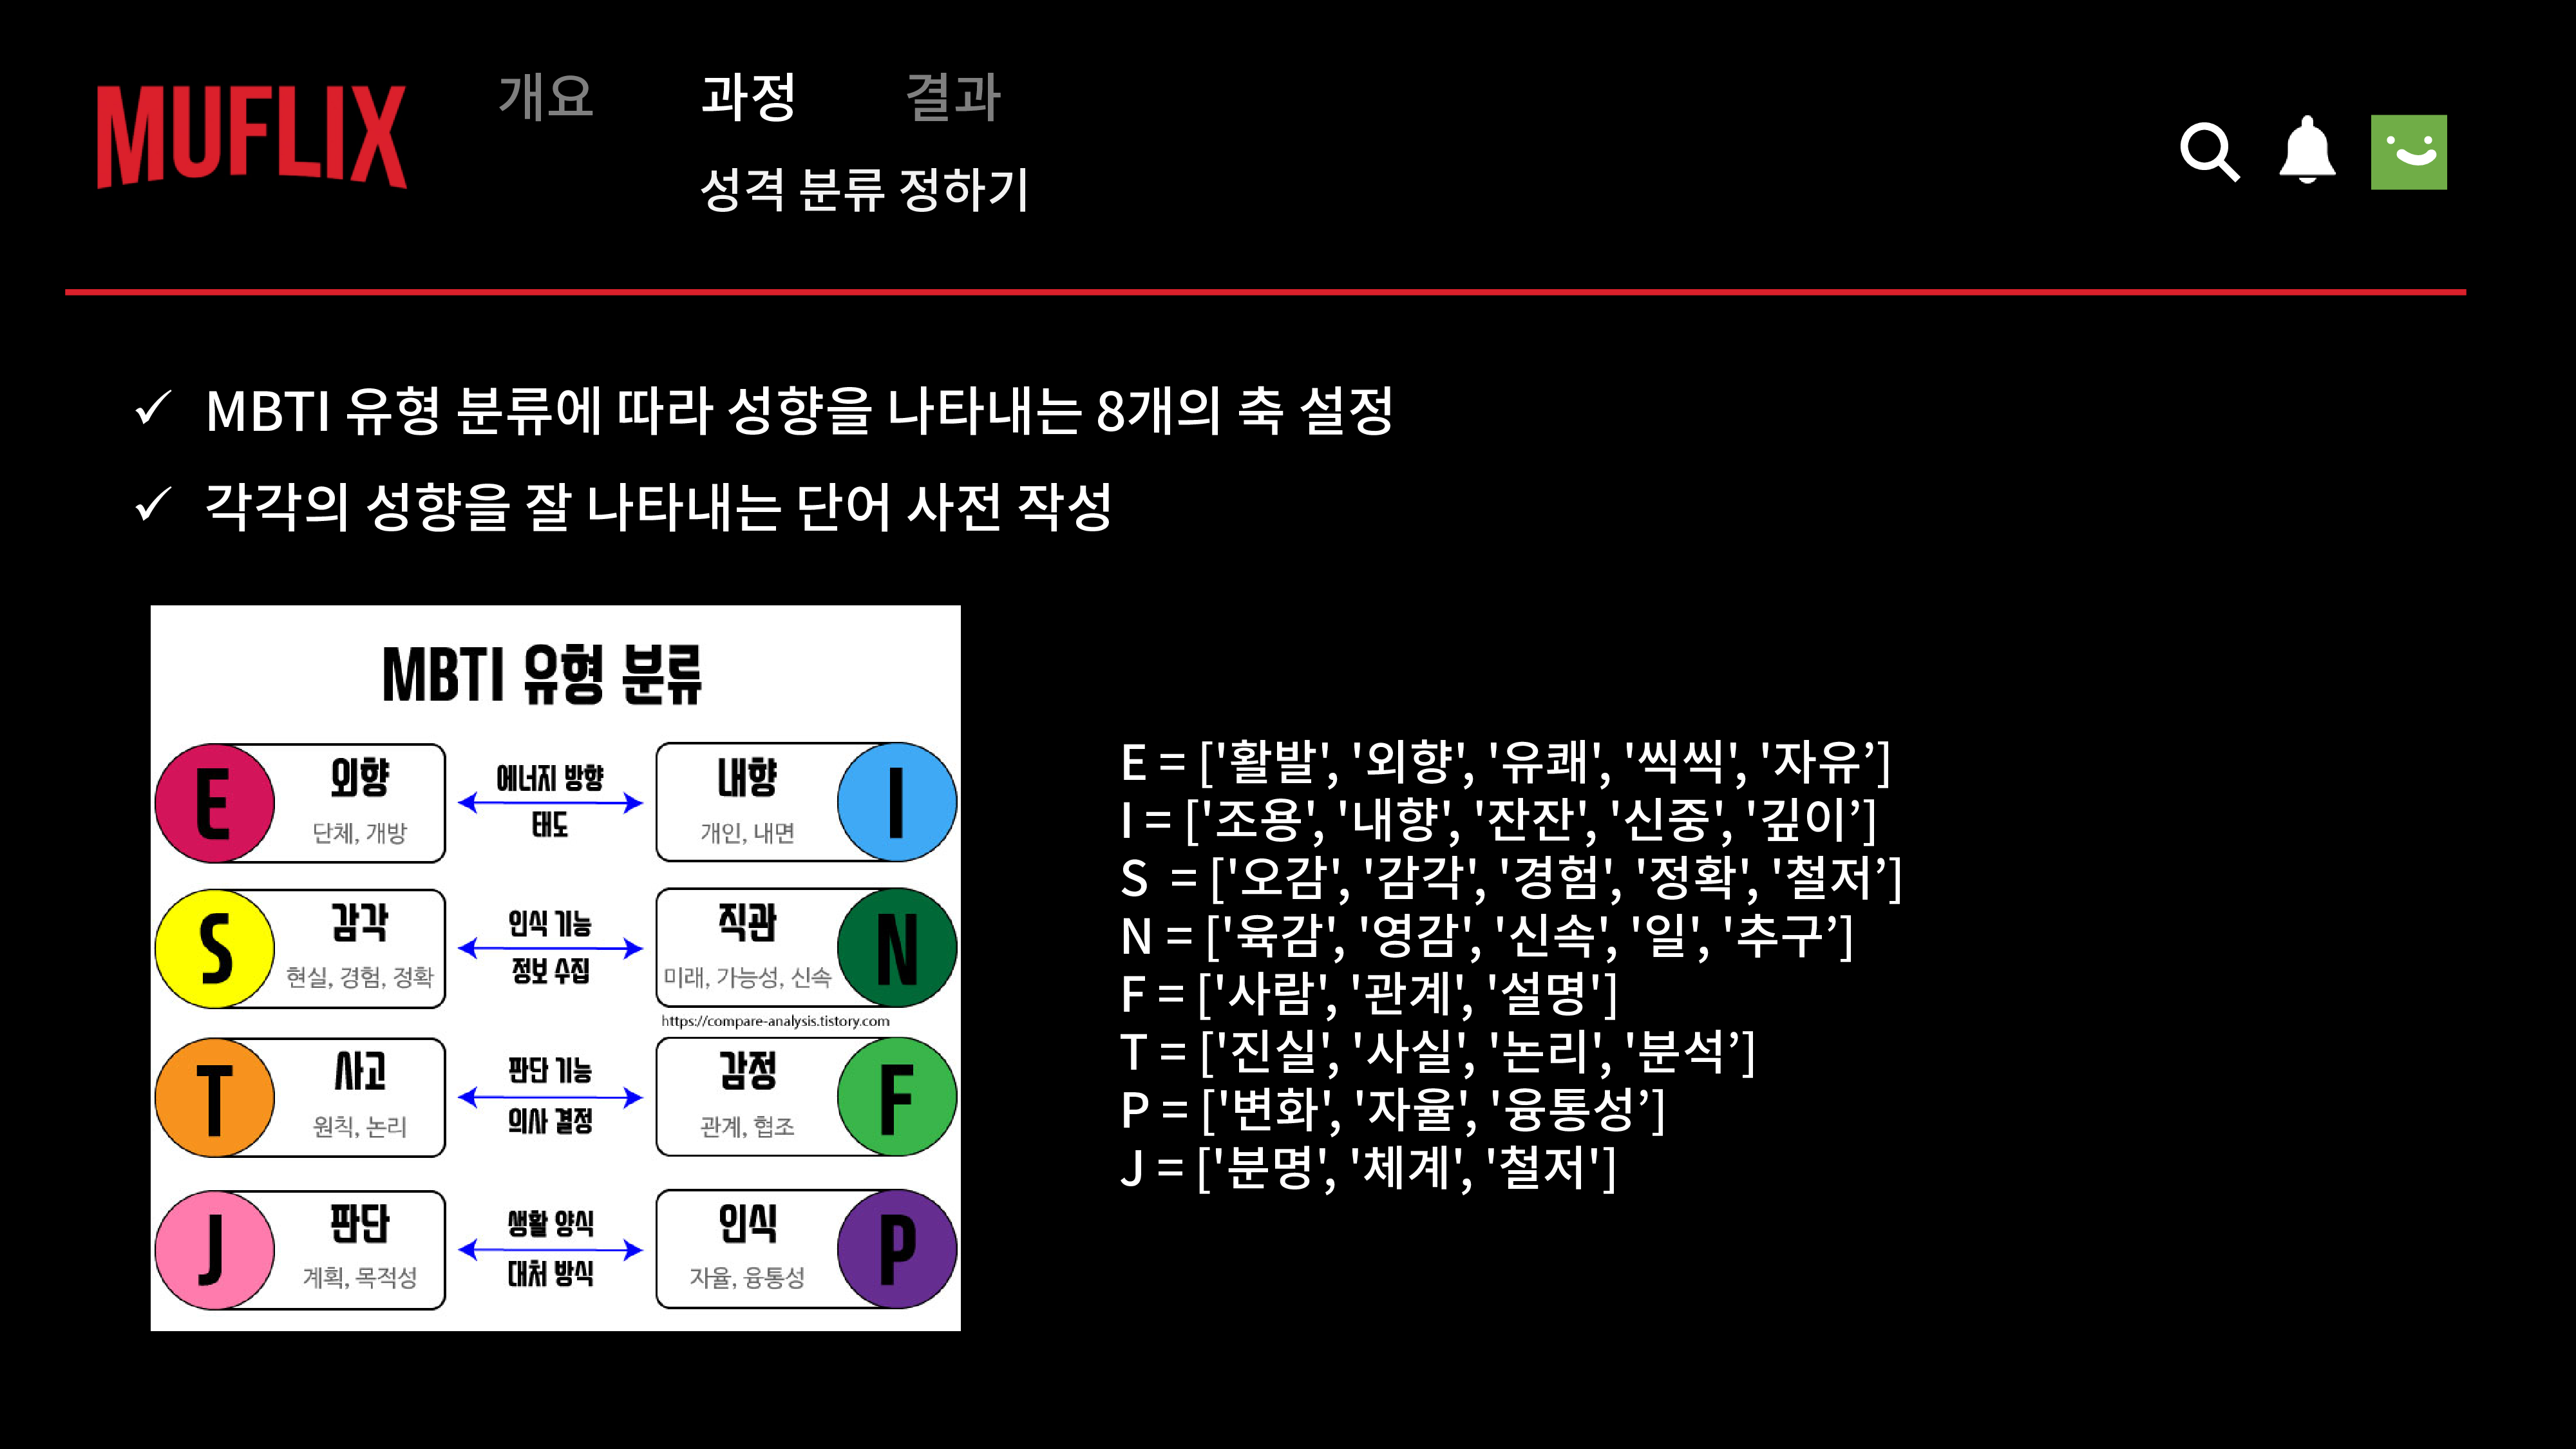 MUFLIX
개요 과정 결과
성격 분류 정하기
✓ MBTI 유형 분류에 따라 성향을 나타내는 8개의 축 설정
✓ 각각의 성향을 잘 나타내는 단어 사전 작성
MBTI 유형 분류
E 외향 에너지 방향 내향 I
단체, 개방 태도 개인, 내면
S 감각 인식 기능 직관 N
현실, 경험, 정확 정보 수집 미래, 가능성, 신속
https://compare-analysis.tistory.com
T 사고 판단 기능 감정 F
원칙, 논리 의사 결정 관계, 협조
J 판단 생활 양식 인식 P
계획, 목적성 대처 방식 자율, 융통성
E = ['활발', '외향', '유쾌', '씩씩', '자유’]
I = ['조용', '내향', '잔잔', '신중', '깊이’]
S  = ['오감', '감각', '경험', '정확', '철저’]
N = ['육감', '영감', '신속', '일', '추구’]
F = ['사람', '관계', '설명']
T = ['진실', '사실', '논리', '분석’]
P = ['변화', '자율', '융통성’]
J = ['분명', '체계', '철저']